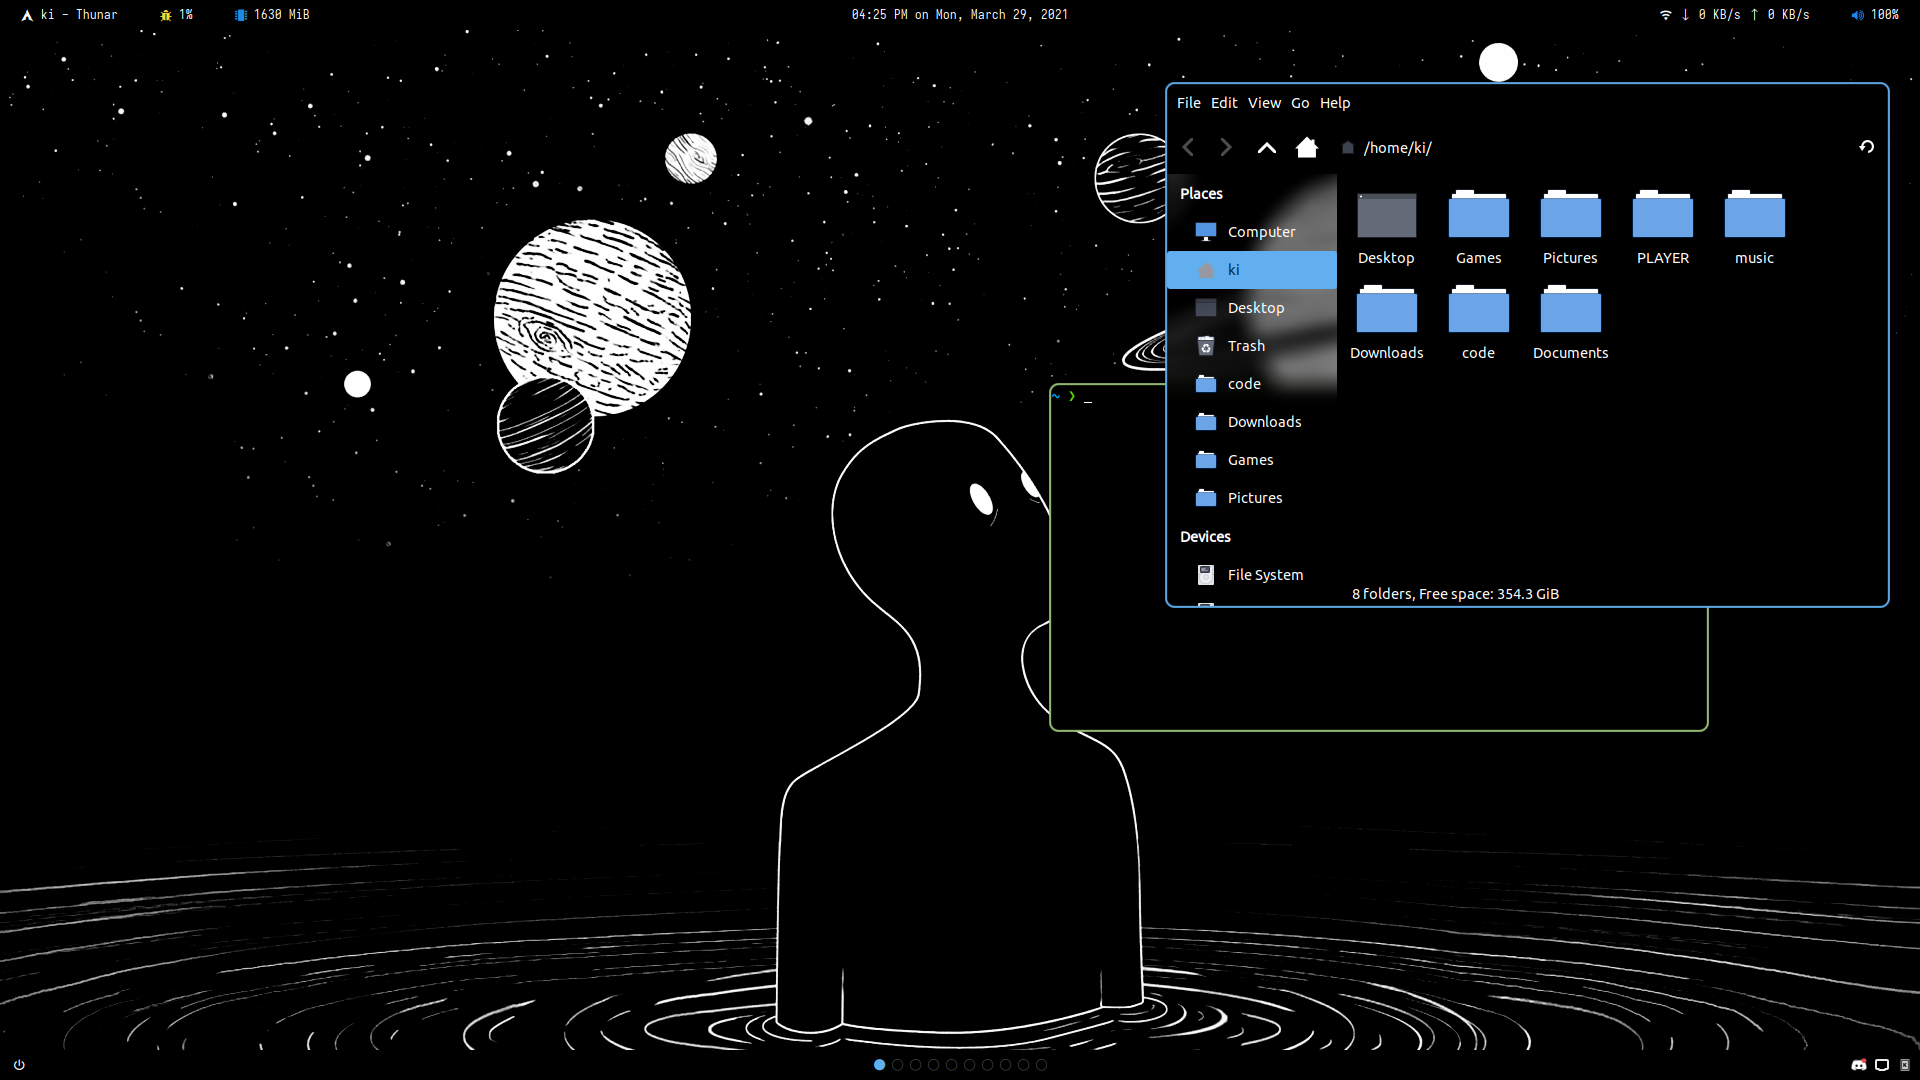 ki - Thunar 1% 1630 MiB 04:25 PM on Mon, March 29, 2021 ↓ 0 KB/s ↑ 0 KB/s 100%
File Edit View Go Help
/home/ki/
Places
Computer
ki
Desktop
Trash
code
Downloads
Games
Pictures
Devices
File System
Desktop Games Pictures PLAYER music
Downloads code Documents
8 folders, Free space: 354.3 GiB
~ ❯ _